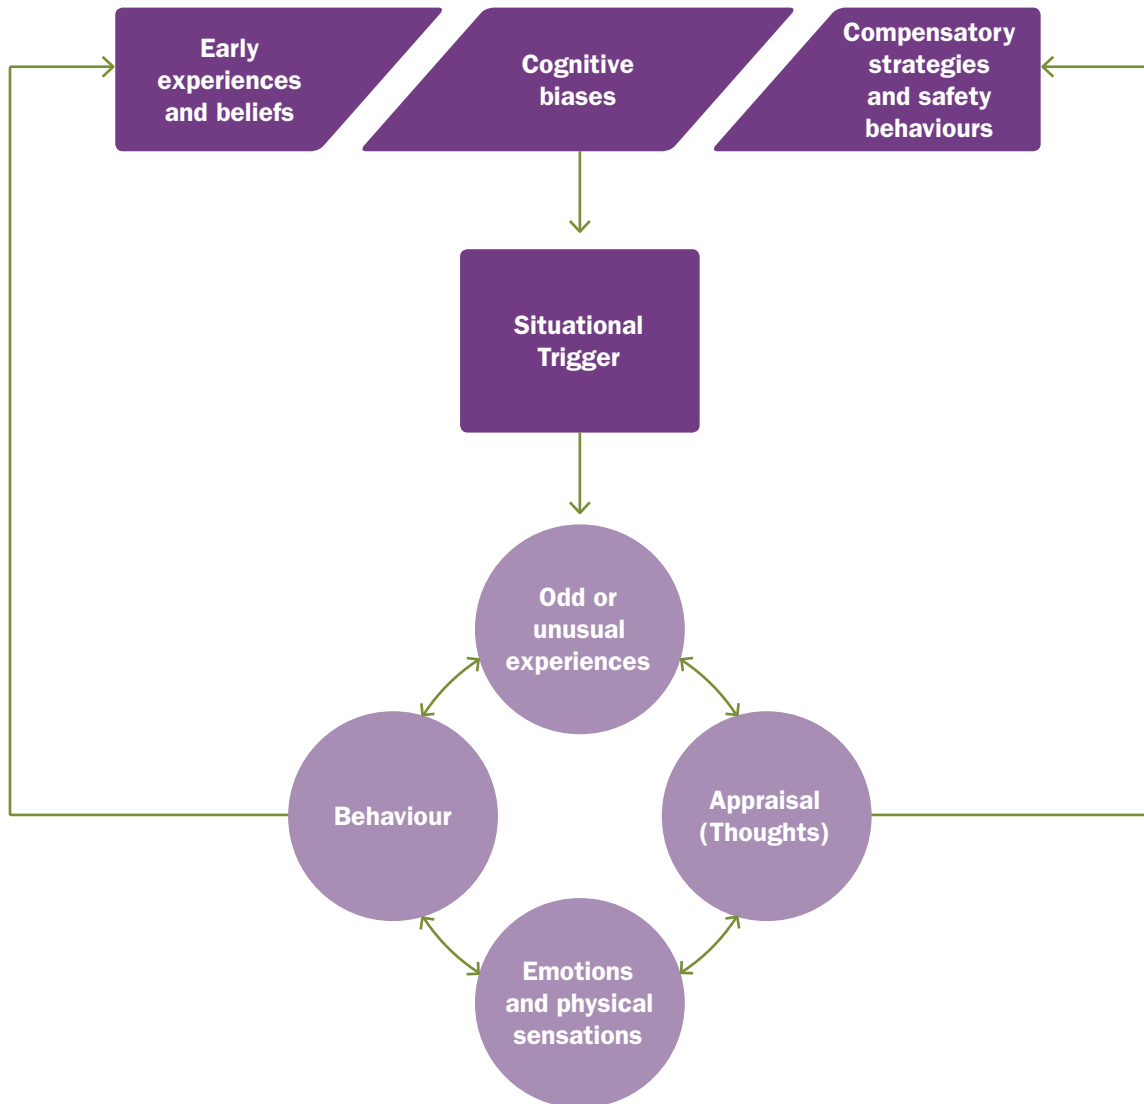 Early
experiences
and beliefs
Cognitive
biases
Compensatory
strategies
and safety
behaviours
Situational
Trigger
Odd or
unusual
experiences
Behaviour
Appraisal
(Thoughts)
Emotions
and physical
sensations